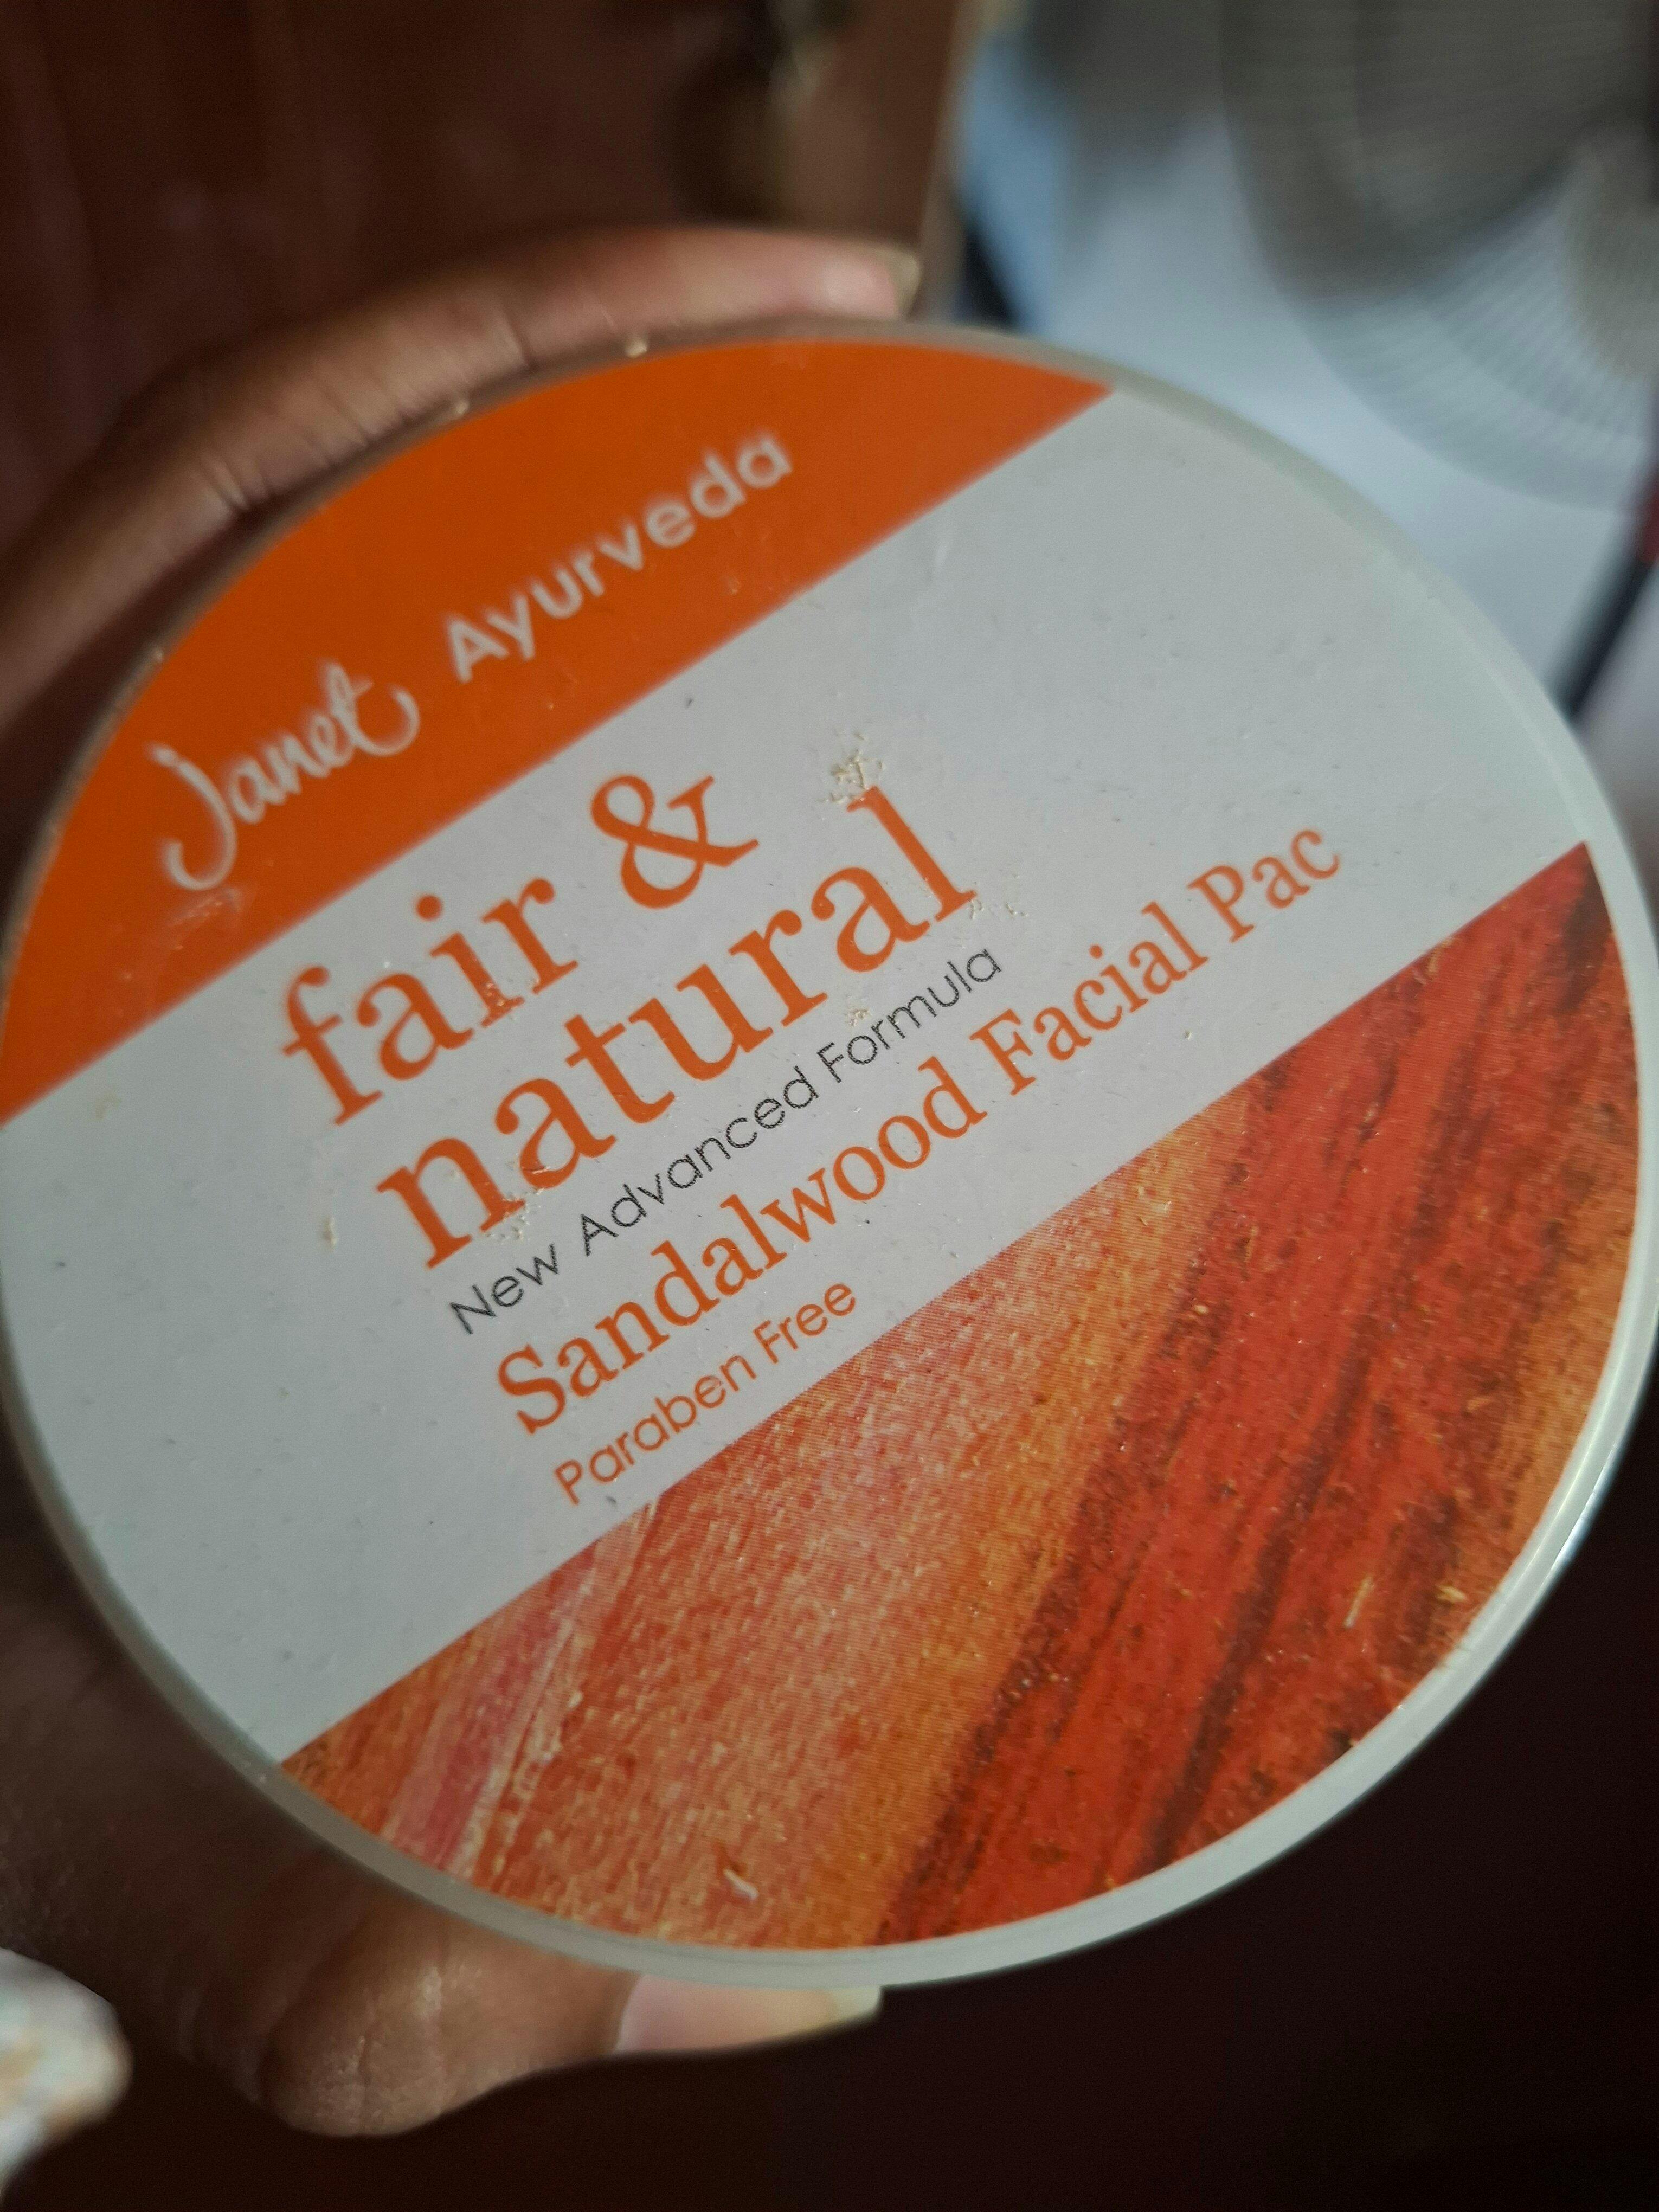 Janet Ayurveda
fair &
natural
New Advanced Formula
Sandalwood Facial Pac
Paraben Free